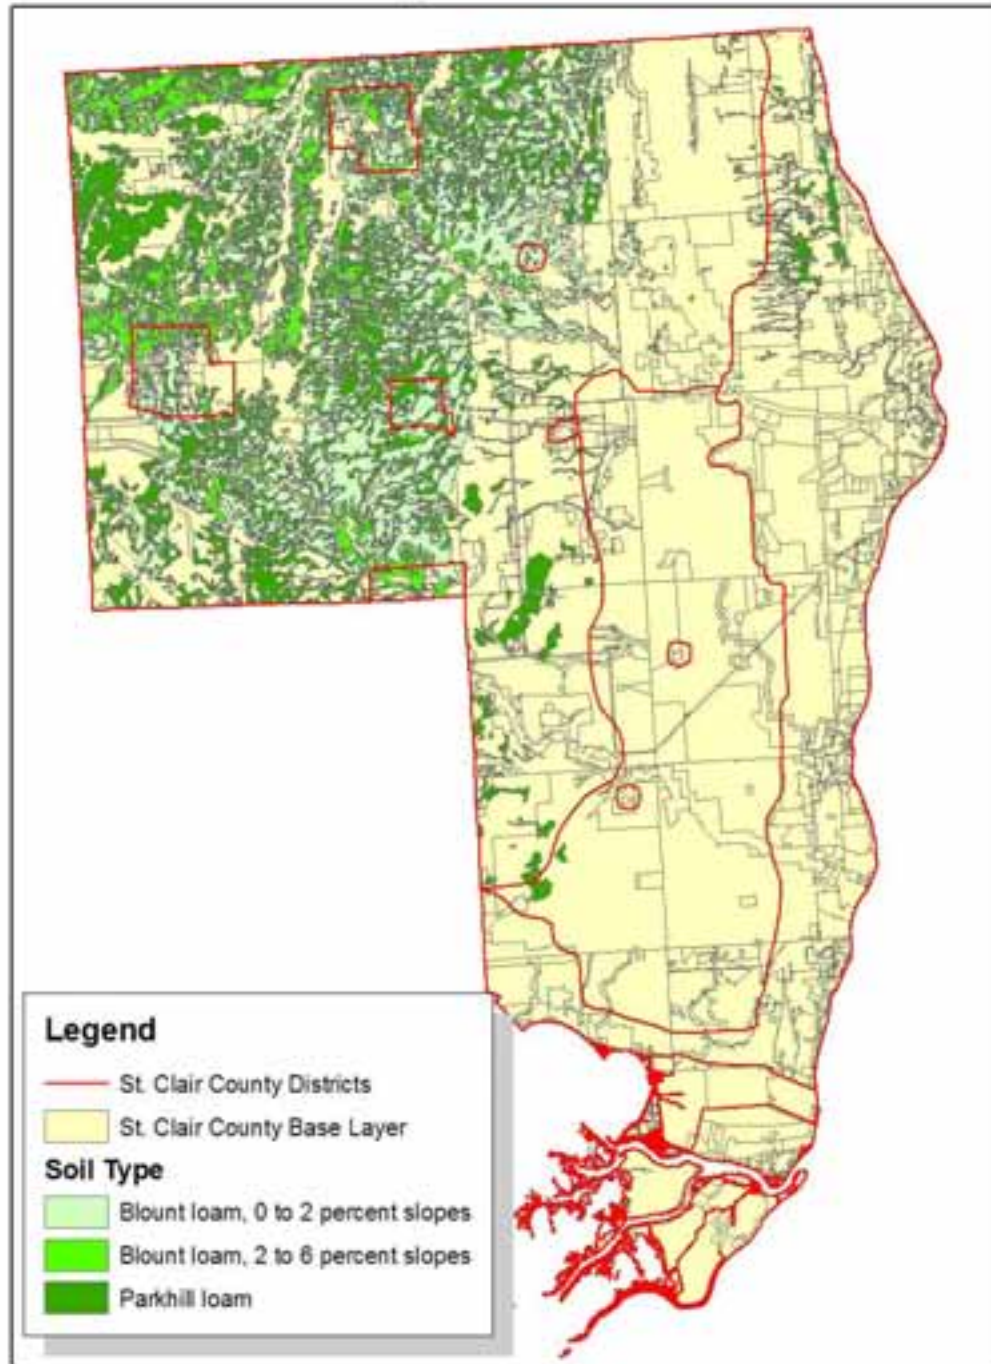 Legend
St. Clair County Districts
St. Clair County Base Layer
Soil Type
Blount loam, 0 to 2 percent slopes
Blount loam, 2 to 6 percent slopes
Parkhill loam